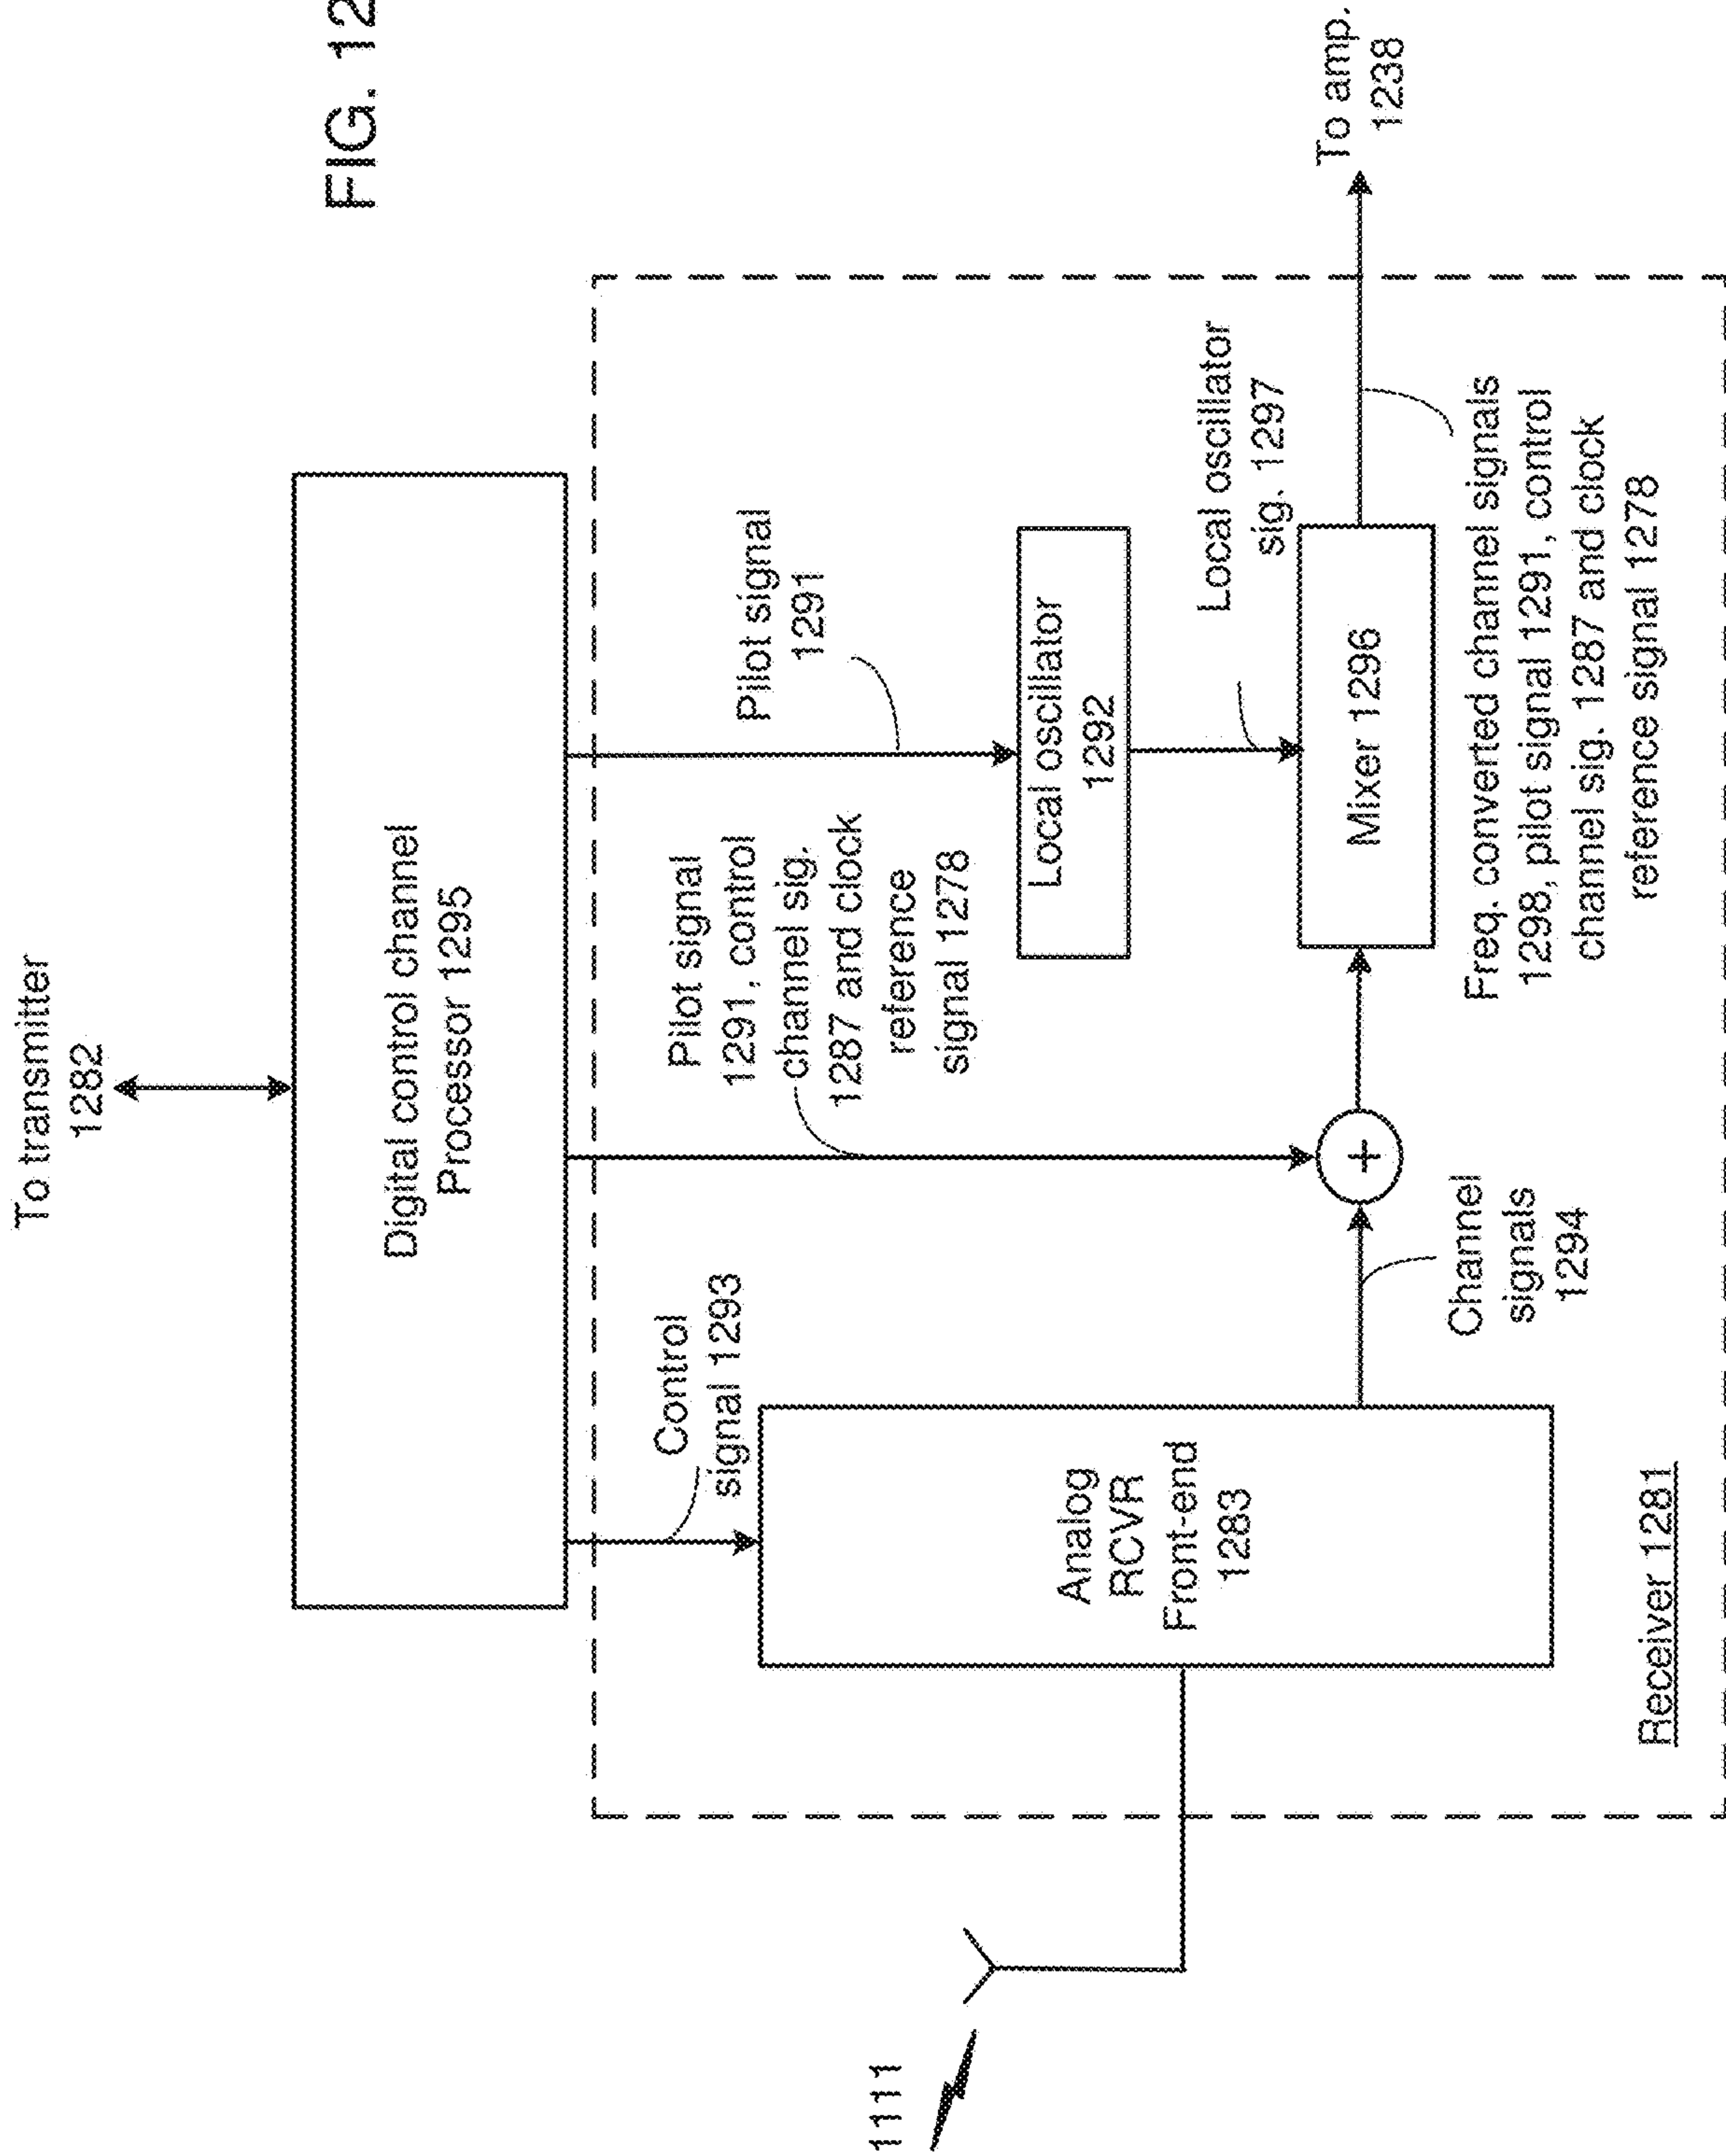 FIG. 12
To transmitter
1282
Digital control channel
Processor 1295
Control
signal 1293
Pilot signal
1291, control
channel sig.
1287 and clock
reference
signal 1278
Pilot signal
1291
1111
Analog
RCVR
Front-end
1283
Local oscillator
1292
Local oscillator
sig. 1297
+
Mixer 1296
To amp.
1238
Channel
signals
1294
Freq. converted channel signals
1298, pilot signal 1291, control
channel sig. 1287 and clock
reference signal 1278
Receiver 1281